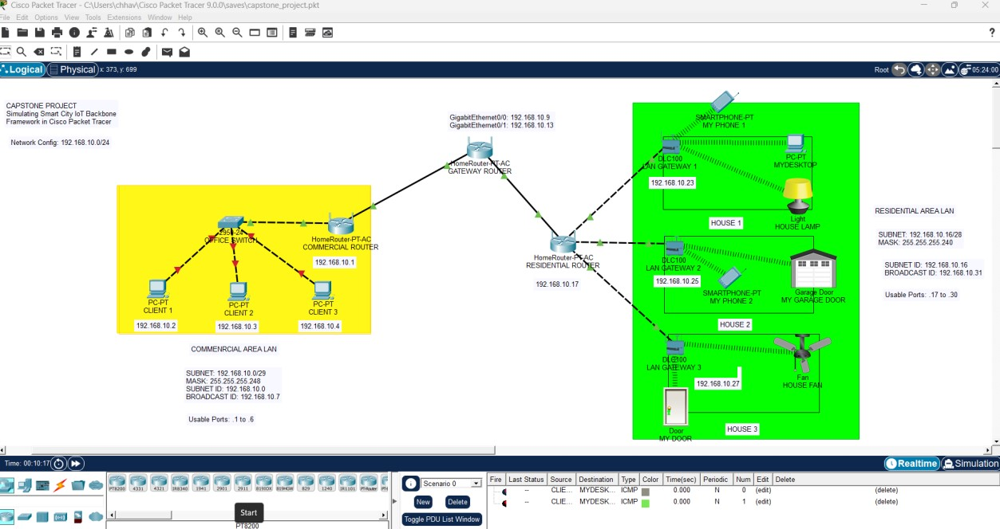 Cisco Packet Tracer - C:\Users\chhav\Cisco Packet Tracer 9.0.0\saves\capstone_project.pkt
File Edit Options View Tools Extensions Window Help
?
Logical Physical x: 373, y: 699
Root 05:24:00
CAPSTONE PROJECT
Simulating Smart City IoT Backbone
Framework in Cisco Packet Tracer
Network Config: 192.168.10.0/24
GigabitEthernet0/0: 192.168.10.9
GigabitEthernet0/1: 192.168.10.13
HomeRouter-PT-AC
GATEWAY ROUTER
SMARTPHONE-PT
MY PHONE 1
DLC100
LAN GATEWAY 1
192.168.10.23
PC-PT
MYDESKTOP
Light
HOUSE LAMP
HOUSE 1
2950-24
OFFICE SWITCH
HomeRouter-PT-AC
COMMERCIAL ROUTER
192.168.10.1
PC-PT
CLIENT 1
192.168.10.2
PC-PT
CLIENT 2
192.168.10.3
PC-PT
CLIENT 3
192.168.10.4
HomeRouter-PT-AC
RESIDENTIAL ROUTER
192.168.10.17
DLC100
LAN GATEWAY 2
192.168.10.25
SMARTPHONE-PT
MY PHONE 2
Garage Door
MY GARAGE DOOR
HOUSE 2
DLC100
LAN GATEWAY 3
192.168.10.27
Fan
HOUSE FAN
Door
MY DOOR
HOUSE 3
RESIDENTIAL AREA LAN
SUBNET: 192.168.10.16/28
MASK: 255.255.255.240
SUBNET ID: 192.168.10.16
BROADCAST ID: 192.168.10.31
Usable Ports: .17 to .30
COMMENRCIAL AREA LAN
SUBNET: 192.168.10.0/29
MASK: 255.255.255.248
SUBNET ID: 192.168.10.0
BROADCAST ID: 192.168.10.7
Usable Ports: .1 to .6
Time: 00:10:17
Realtime Simulation
PT8200 4331 4321 IR8340 1941 2901 2911 819IOX 819HGW 829 1240 IR1101 PT-Router
Start
PT8200
Scenario 0
New Delete
Toggle PDU List Window
Fire Last Status Source Destination Type Color Time(sec) Periodic Num Edit Delete
-- CLIE... MYDESK... ICMP 0.000 N 0 (edit) (delete)
-- CLIE... MYDESK... ICMP 0.000 N 1 (edit) (delete)